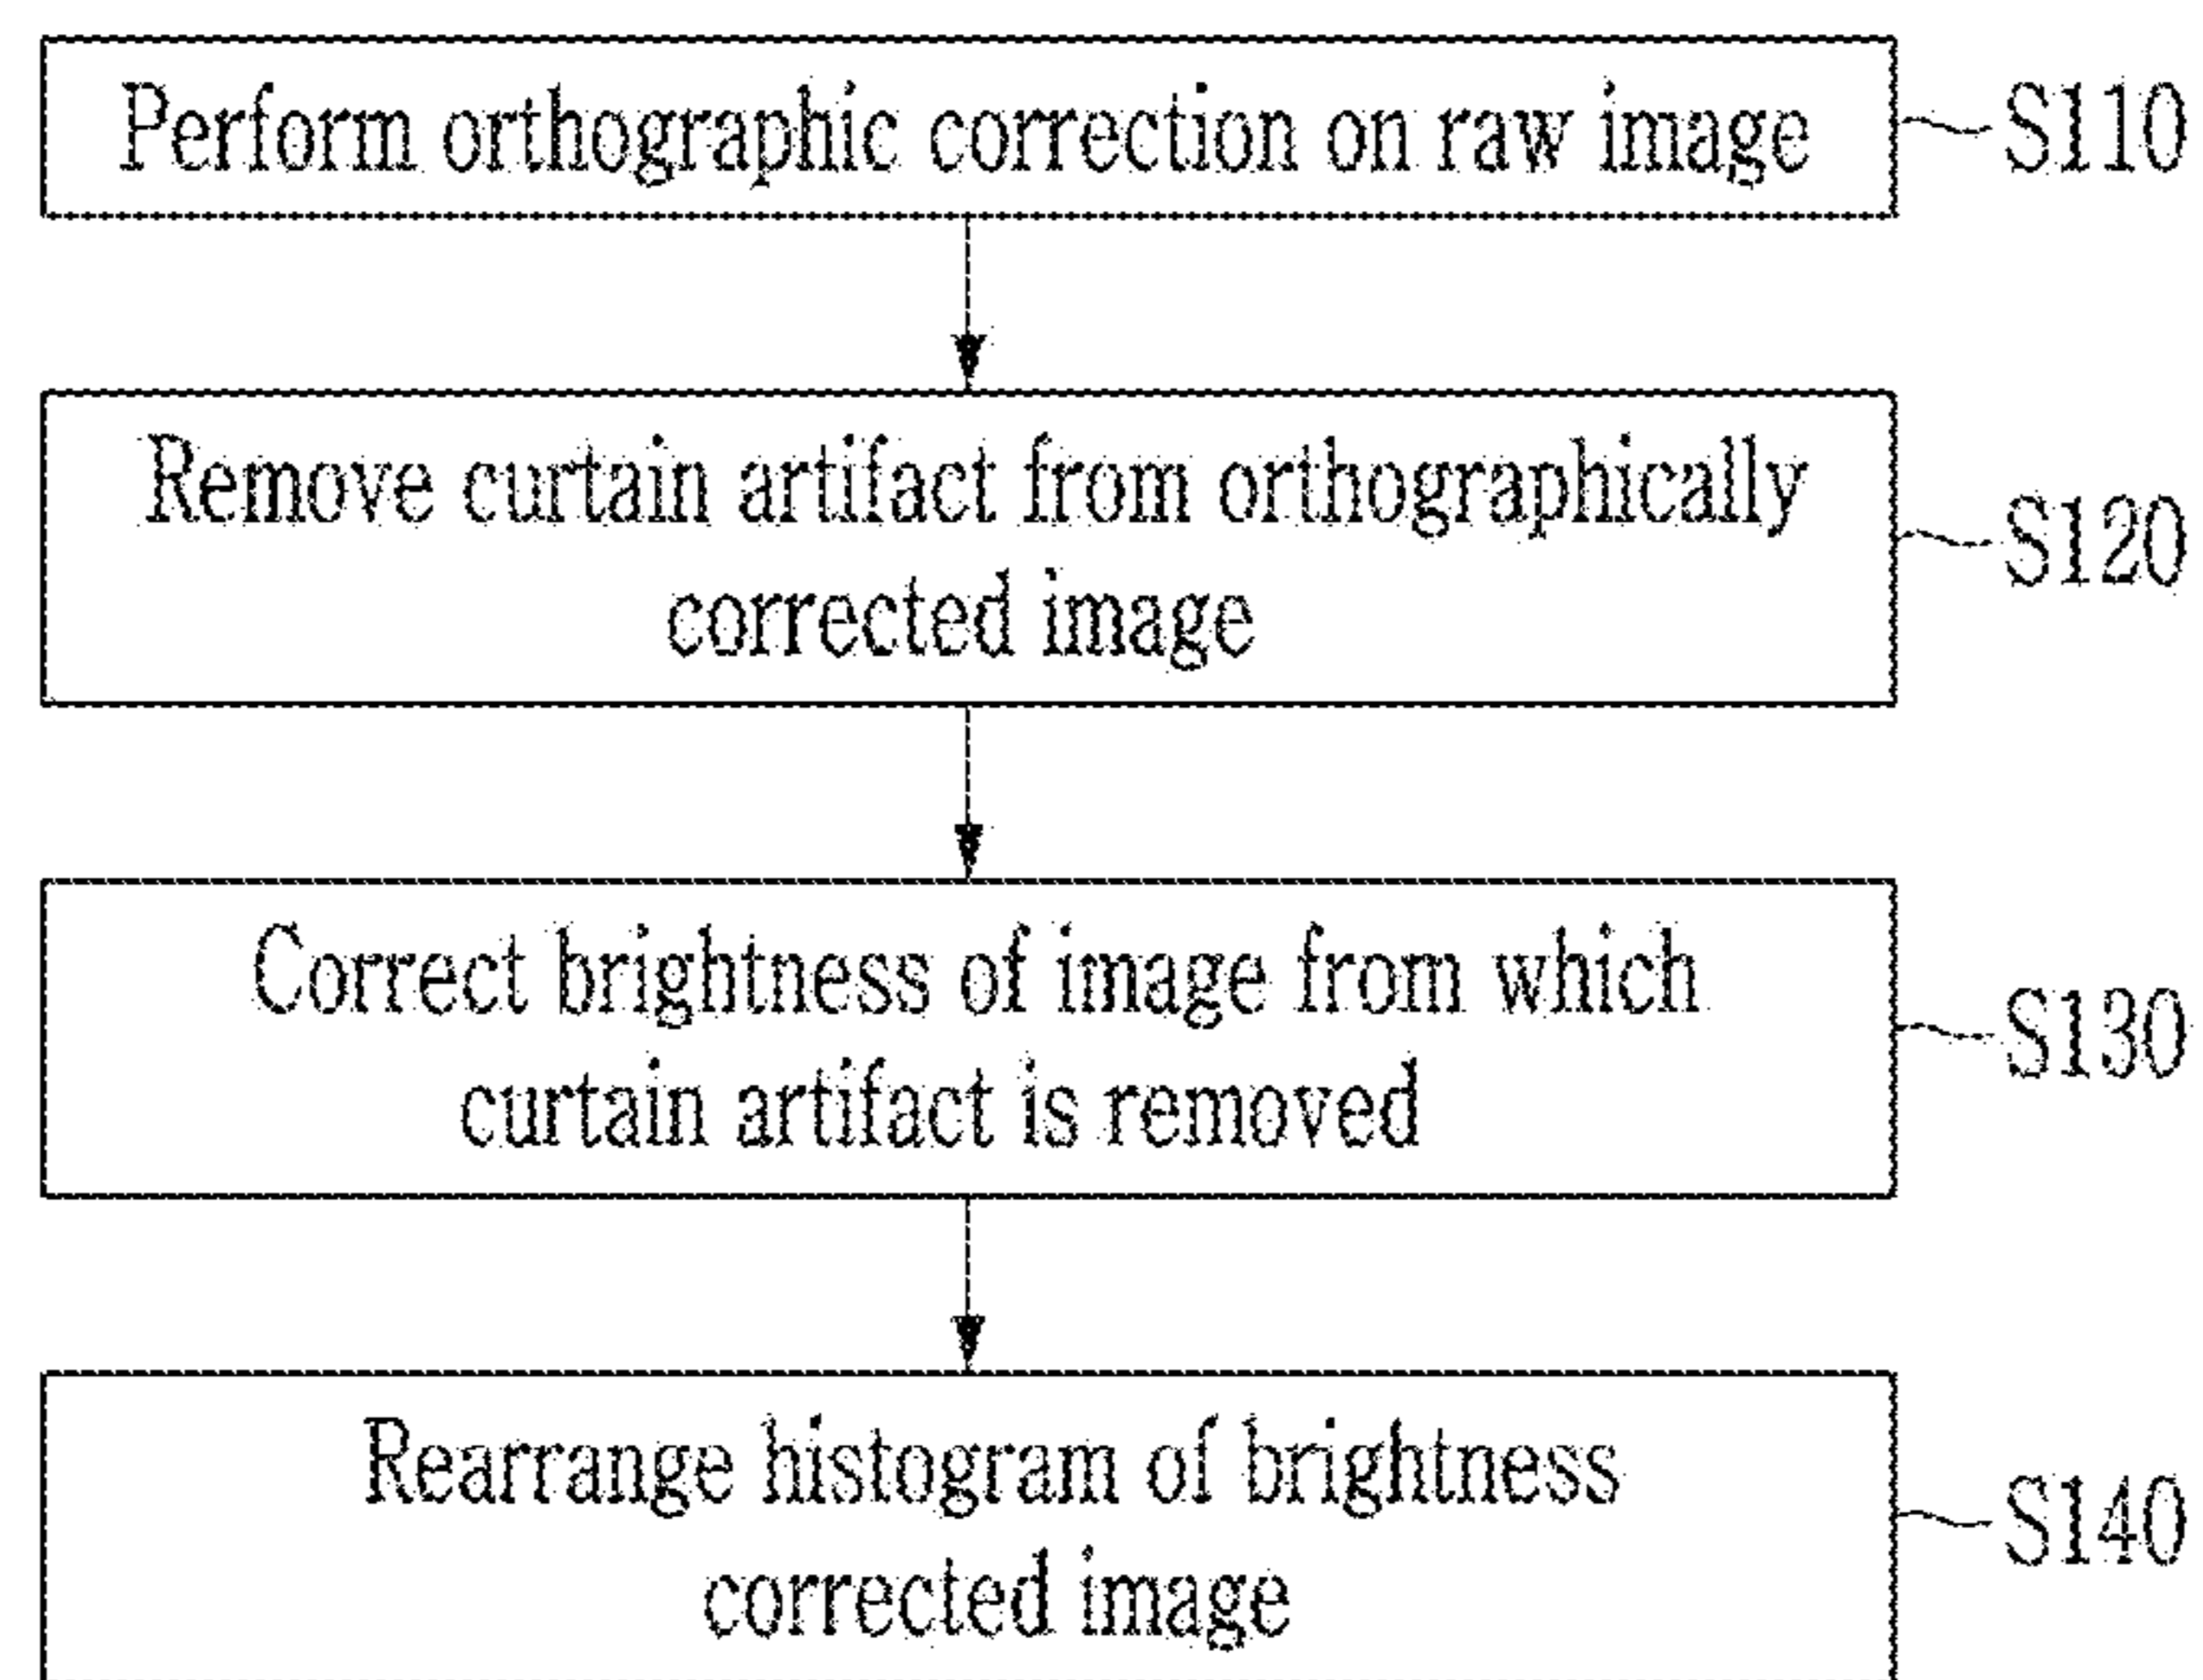 Perform orthographic correction on raw image
S110
Remove curtain artifact from orthographically
corrected image
S120
Correct brightness of image from which
curtain artifact is removed
S130
Rearrange histogram of brightness
corrected image
S140